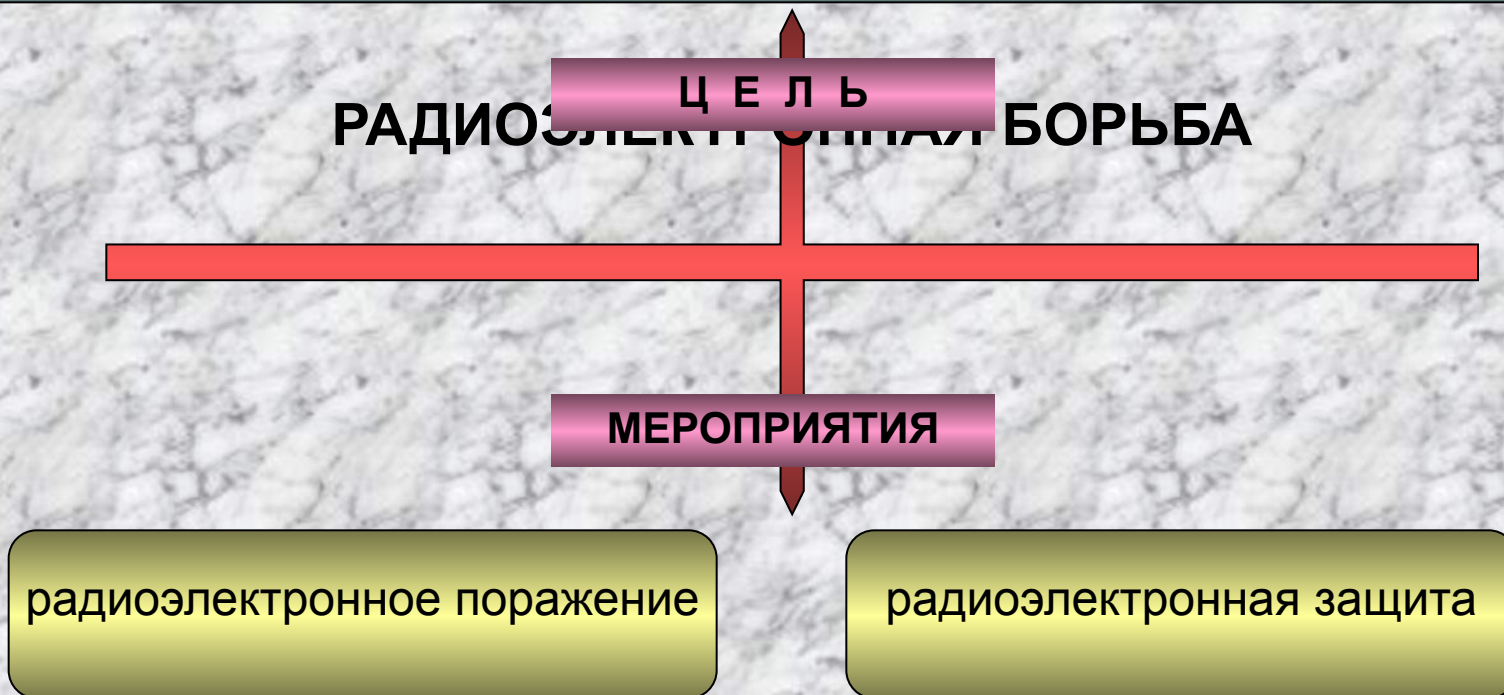 Ц Е Л Ь
БОРЬБА
МЕРОПРИЯТИЯ
радиоэлектронное поражение
радиоэлектронная защита